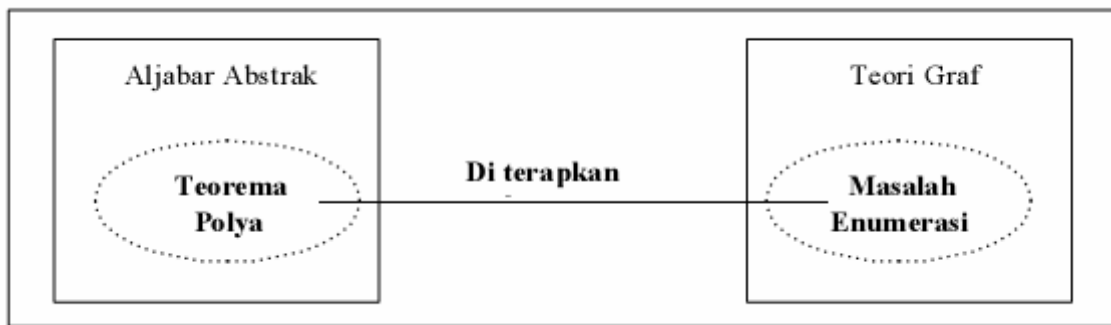 Aljabar Abstrak
Teorema
Polya
Di terapkan
Teori Graf
Masalah
Enumerasi